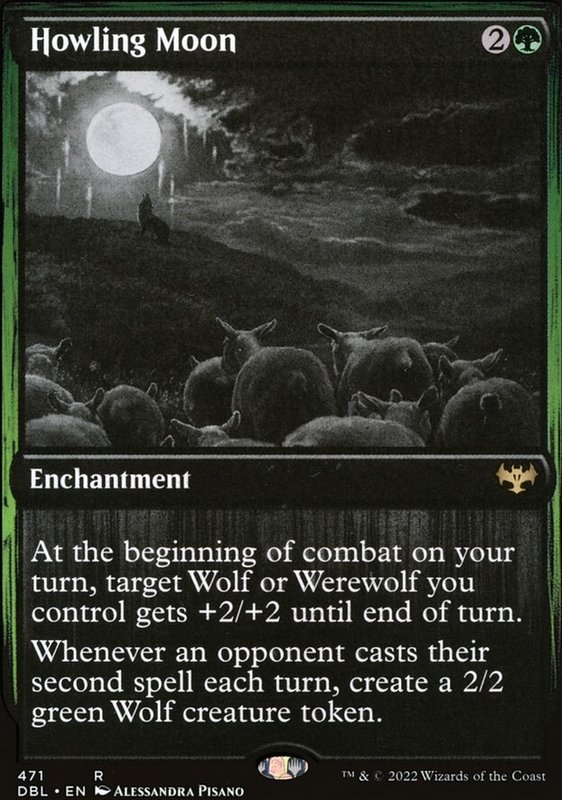 Howling Moon 2
Enchantment
At the beginning of combat on your
turn, target Wolf or Werewolf you
control gets +2/+2 until end of turn.
Whenever an opponent casts their
second spell each turn, create a 2/2
green Wolf creature token.
471 R
DBL • EN Alessandra Pisano
™ & © 2022 Wizards of the Coast